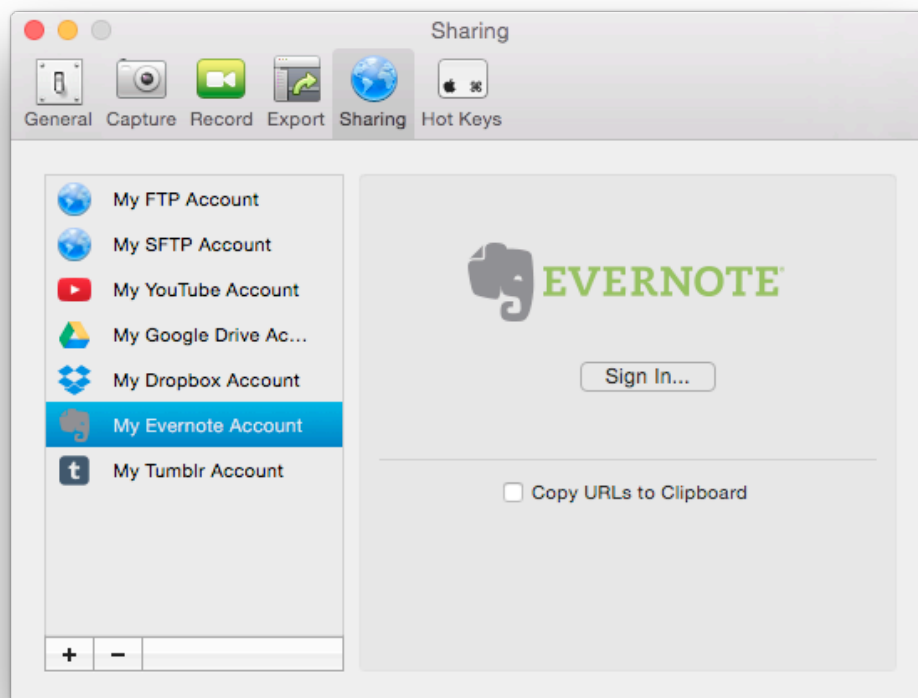 Sharing
General Capture Record Export Sharing Hot Keys
My FTP Account
My SFTP Account
My YouTube Account
My Google Drive Ac...
My Dropbox Account
My Evernote Account
t My Tumblr Account
+ −
EVERNOTE
Sign In...
Copy URLs to Clipboard